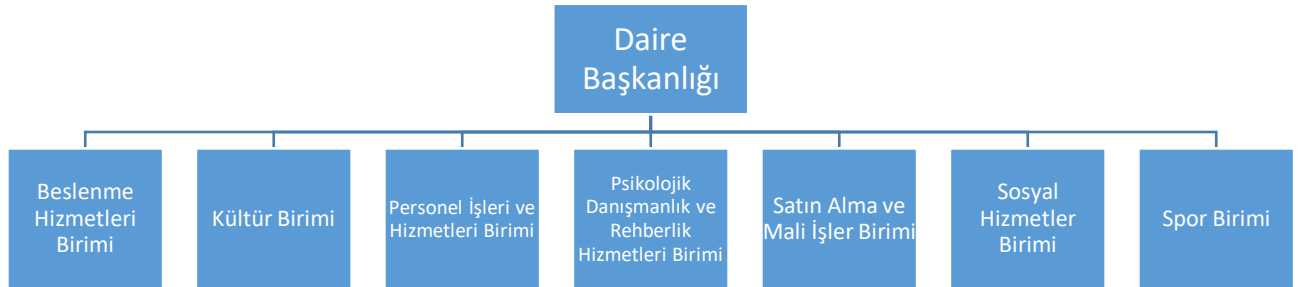 Daire
Başkanlığı
Beslenme
Hizmetleri
Birimi
Kültür Birimi
Personel İşleri ve
Hizmetleri Birimi
Psikolojik
Danışmanlık ve
Rehberlik
Hizmetleri Birimi
Satın Alma ve
Mali İşler Birimi
Sosyal
Hizmetler
Birimi
Spor Birimi